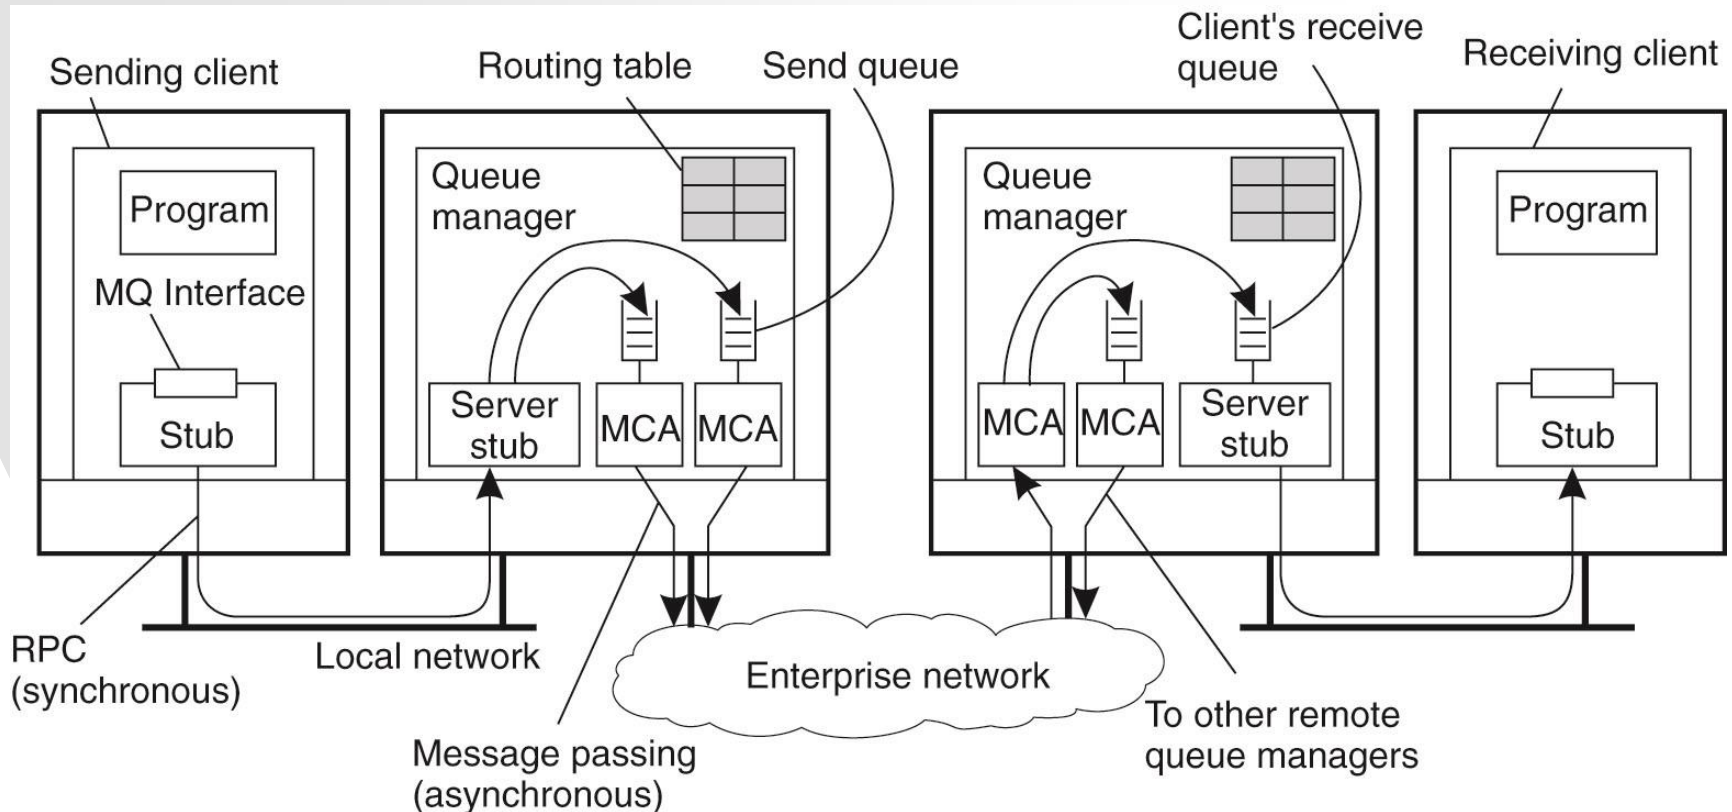 Sending client
Routing table
Send queue
Client's receive
queue
Receiving client
Program
MQ Interface
Stub
Queue
manager
Server
stub
MCA
MCA
Queue
manager
MCA
MCA
Server
stub
Program
Stub
RPC
(synchronous)
Local network
Message passing
(asynchronous)
Enterprise network
To other remote
queue managers